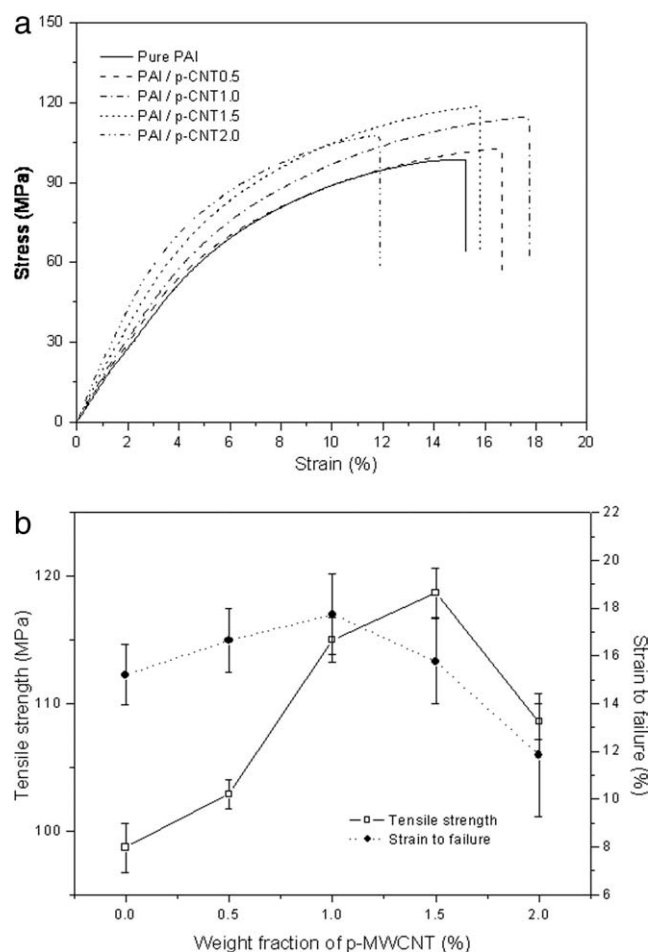 a
150
120
90
60
30
0
Stress (MPa)
Pure PAI
PAI / p-CNT0.5
PAI / p-CNT1.0
PAI / p-CNT1.5
PAI / p-CNT2.0
0 2 4 6 8 10 12 14 16 18 20
Strain (%)
b
120
110
100
Tensile strength (MPa)
22
20
18
16
14
12
10
8
6
4
Strain to failure (%)
Tensile strength
Strain to failure
0.0 0.5 1.0 1.5 2.0
Weight fraction of p-MWCNT (%)